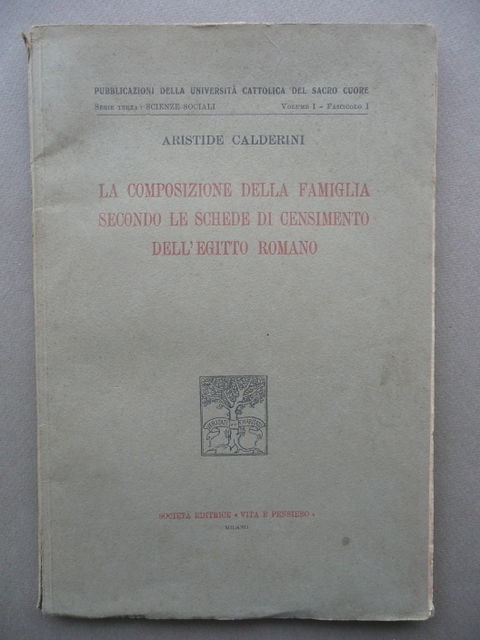 PUBBLICAZIONI DELLA UNIVERSITÀ CATTOLICA DEL SACRO CUORE
SERIE TERZA: SCIENZE SOCIALI VOLUME I - FASCICOLO I
ARISTIDE CALDERINI
LA COMPOSIZIONE DELLA FAMIGLIA
SECONDO LE SCHEDE DI CENSIMENTO
DELL'EGITTO ROMANO
SOCIETÀ EDITRICE « VITA E PENSIERO »
MILANO